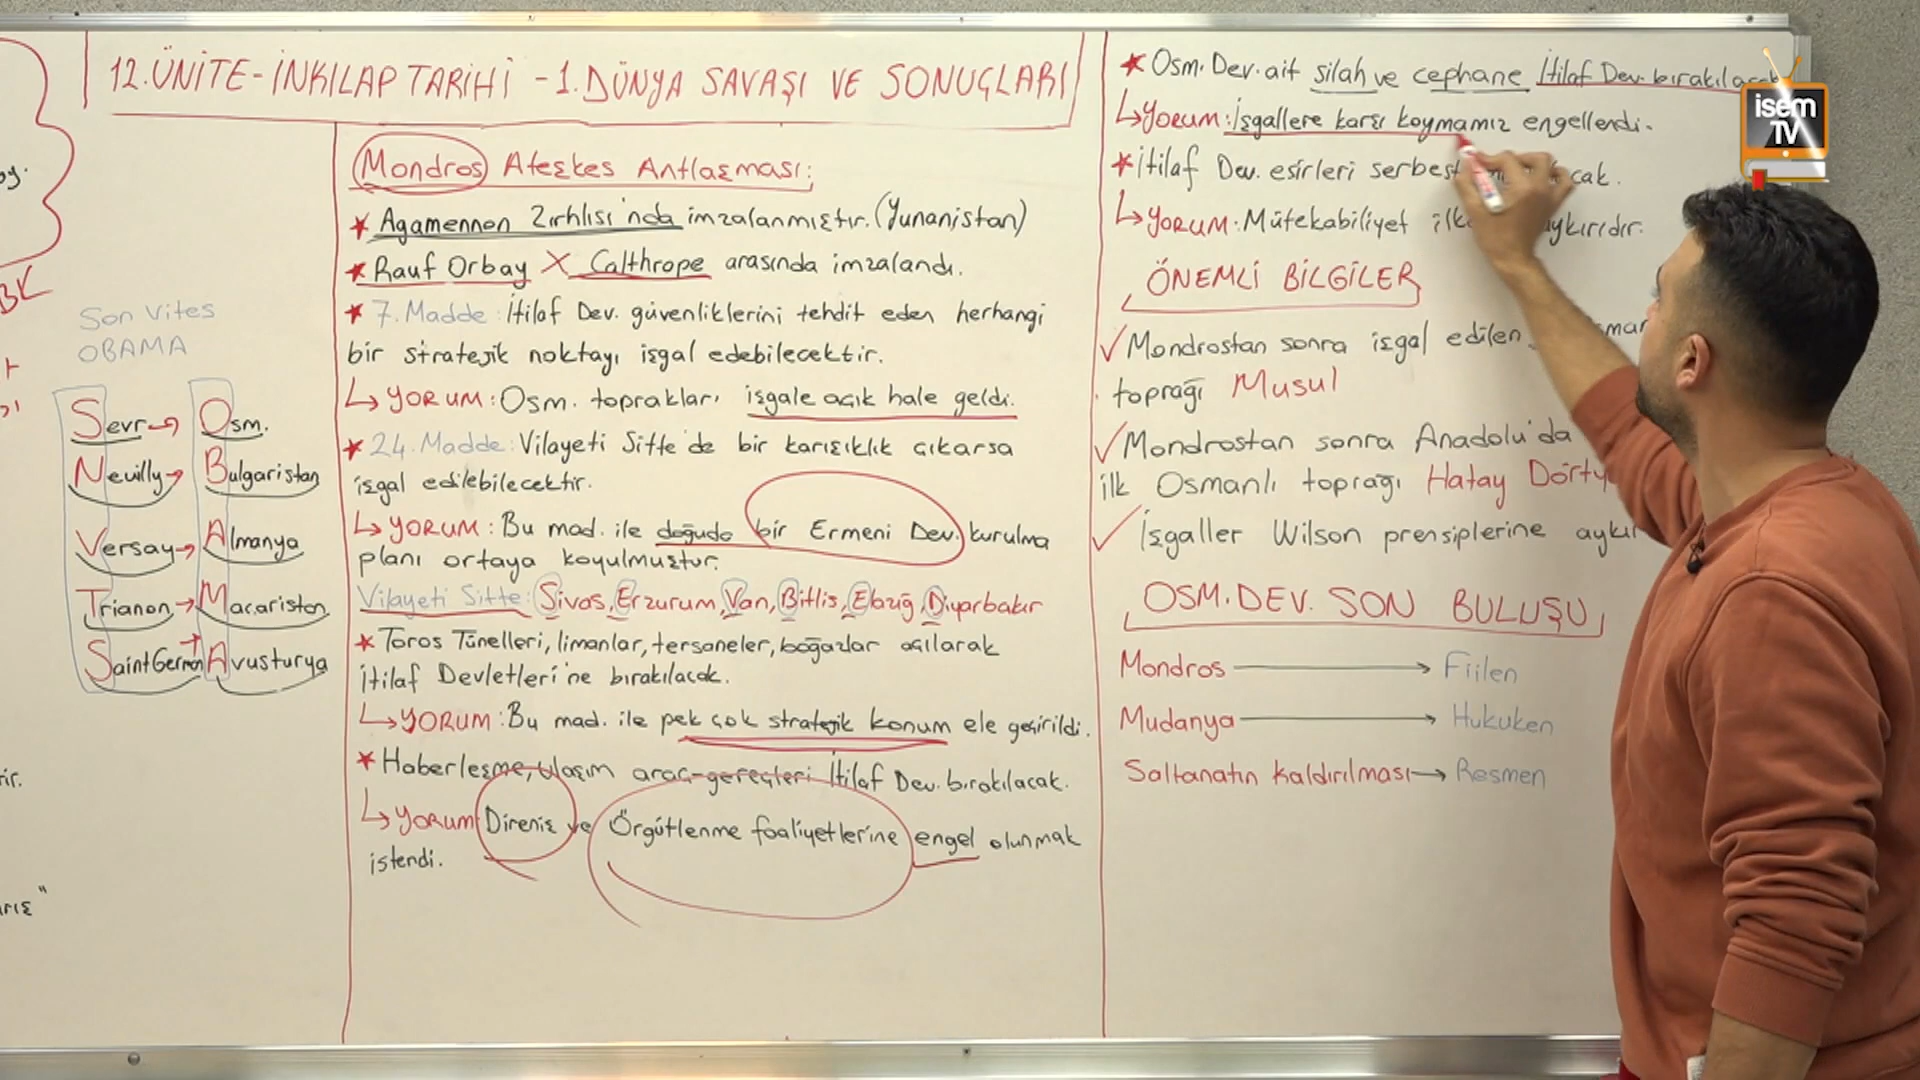 12.ÜNİTE-İNKILAP TARİHİ -1.DÜNYA SAVAŞI VE SONUÇLARI
BK
Son Vites
OBAMA
Sevr→ Osm.
Neuilly→ Bulgaristan
Versay→ Almanya
Trianon→ Macaristan
SaintGerman→ Avusturya
Mondros Ateşkes Antlaşması:
★ Agamennon Zırhlısı'nda imzalanmıştır.(Yunanistan)
★ Rauf Orbay X Calthrope arasında imzalandı.
★ 7. Madde: İtilaf Dev. güvenliklerini tehdit eden herhangi
bir stratejik noktayı işgal edebilecektir.
↳ YORUM: Osm. toprakları işgale açık hale geldi.
★ 24. Madde: Vilayeti Sitte'de bir karışıklık çıkarsa
işgal edilebilecektir.
↳ YORUM: Bu mad. ile doğuda bir Ermeni Dev. kurulma
planı ortaya koyulmuştur.
Vilayeti Sitte: Sivas, Erzurum, Van, Bitlis, Elazığ, Diyarbakır
★ Toros Tünelleri, limanlar, tersaneler, boğazlar açılarak
İtilaf Devletleri'ne bırakılacak.
↳ YORUM: Bu mad. ile pek çok stratejik konum ele geçirildi.
★ Haberleşme, ulaşım araç-gereçleri İtilaf Dev. bırakılacak.
↳ YORUM: Direniş ve Örgütlenme faaliyetlerine engel olunmak
istendi.
★ Osm. Dev. ait silah ve cephane İtilaf Dev. bırakılacak
↳ YORUM: İşgallere karşı koymamız engellendi.
★ İtilaf Dev. esirleri serbest
↳ YORUM: Mütekabiliyet aykırıdır.
ÖNEMLİ BİLGİLER
✓ Mondrostan sonra işgal edilen
toprağı Musul
✓ Mondrostan sonra Anadolu'da
ilk Osmanlı toprağı Hatay Dörty
✓ İşgaller Wilson prensiplerine aykırı
OSM. DEV. SON BULUŞU
Mondros → Fiilen
Mudanya → Hukuken
Saltanatın kaldırılması → Resmen
isem
TV